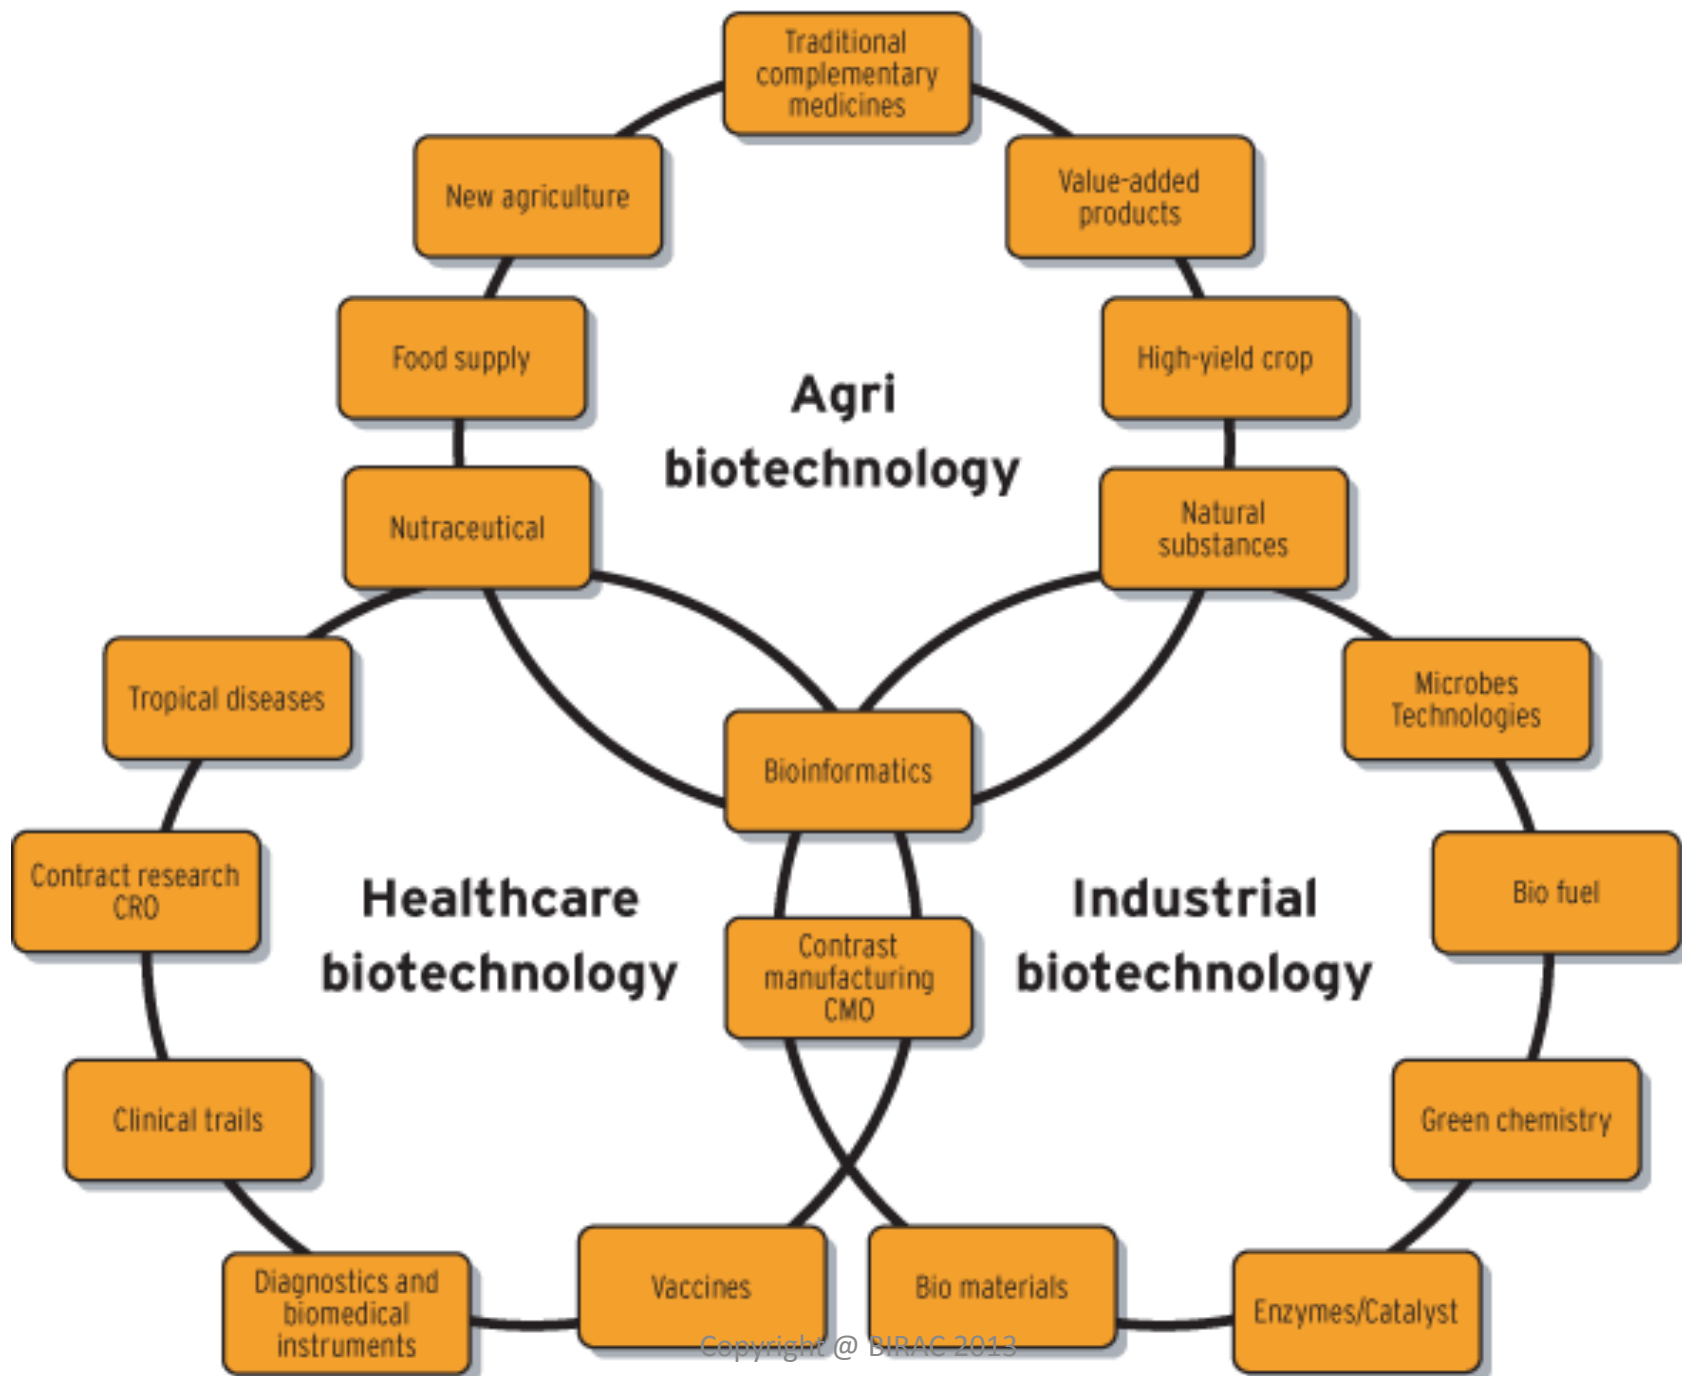 Traditional
complementary
medicines
New agriculture
Value-added
products
Food supply
High-yield crop
Agri
biotechnology
Nutraceutical
Natural
substances
Tropical diseases
Microbes
Technologies
Bioinformatics
Contract research
CRO
Healthcare
biotechnology
Industrial
biotechnology
Bio fuel
Contrast
manufacturing
CMO
Clinical trails
Green chemistry
Diagnostics and
biomedical
instruments
Vaccines
Bio materials
Enzymes/Catalyst
Copyright @ BIRAC 2013